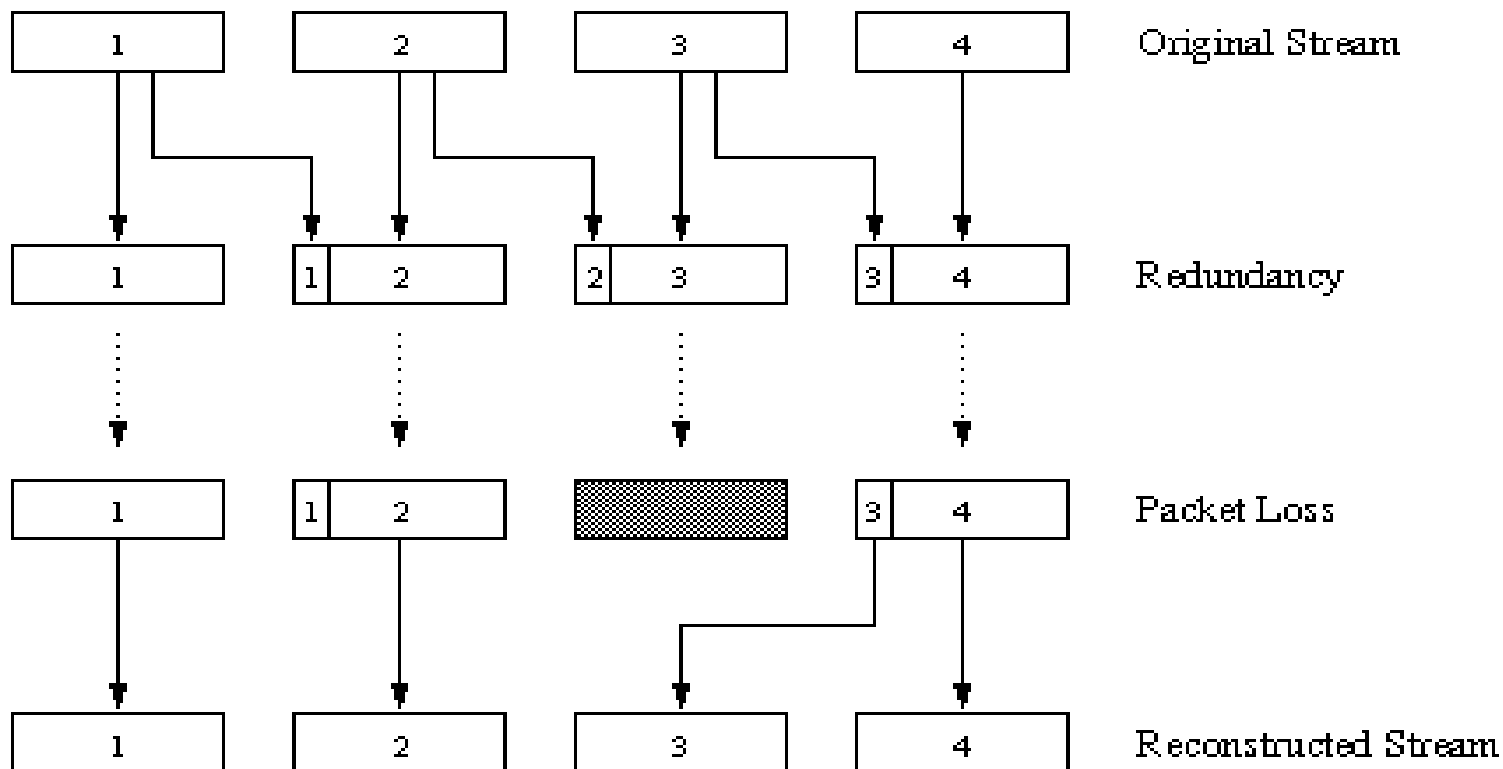 1 2 3 4 Original Stream
1 1 2 2 3 3 4 Redundancy
1 1 2 3 4 Packet Loss
1 2 3 4 Reconstructed Stream